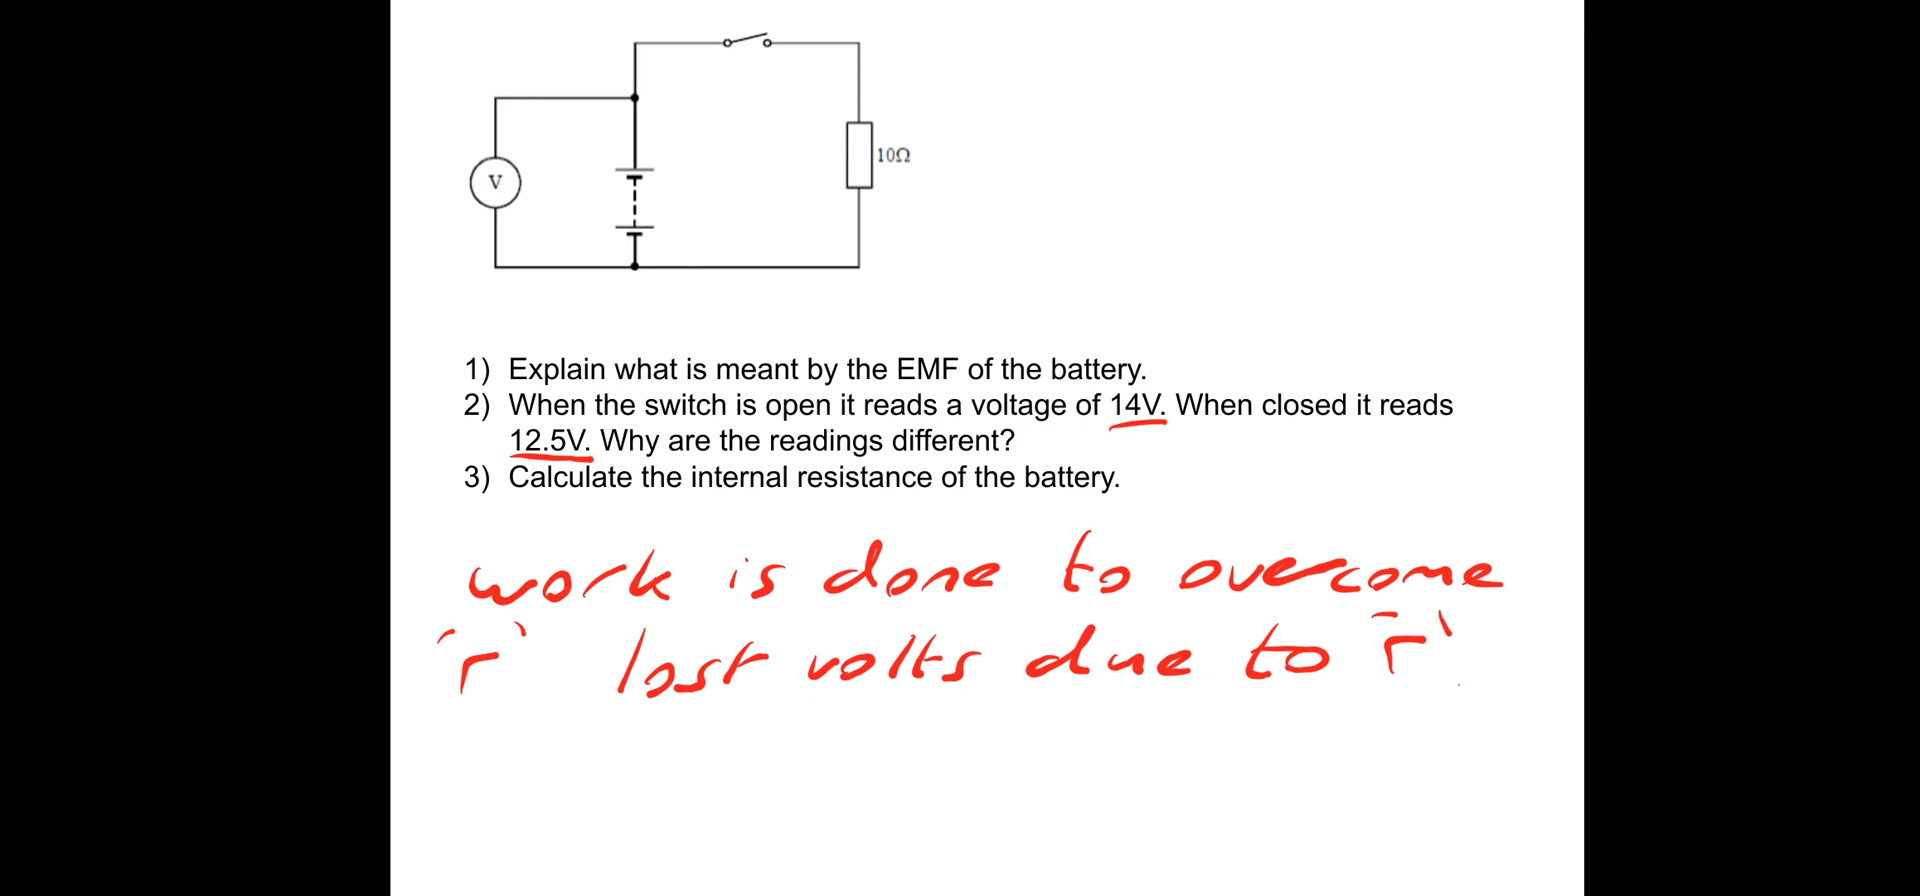 V
10Ω
1) Explain what is meant by the EMF of the battery.
2) When the switch is open it reads a voltage of 14V. When closed it reads
12.5V. Why are the readings different?
3) Calculate the internal resistance of the battery.
work is done to overcome
'r' lost volts due to 'r'